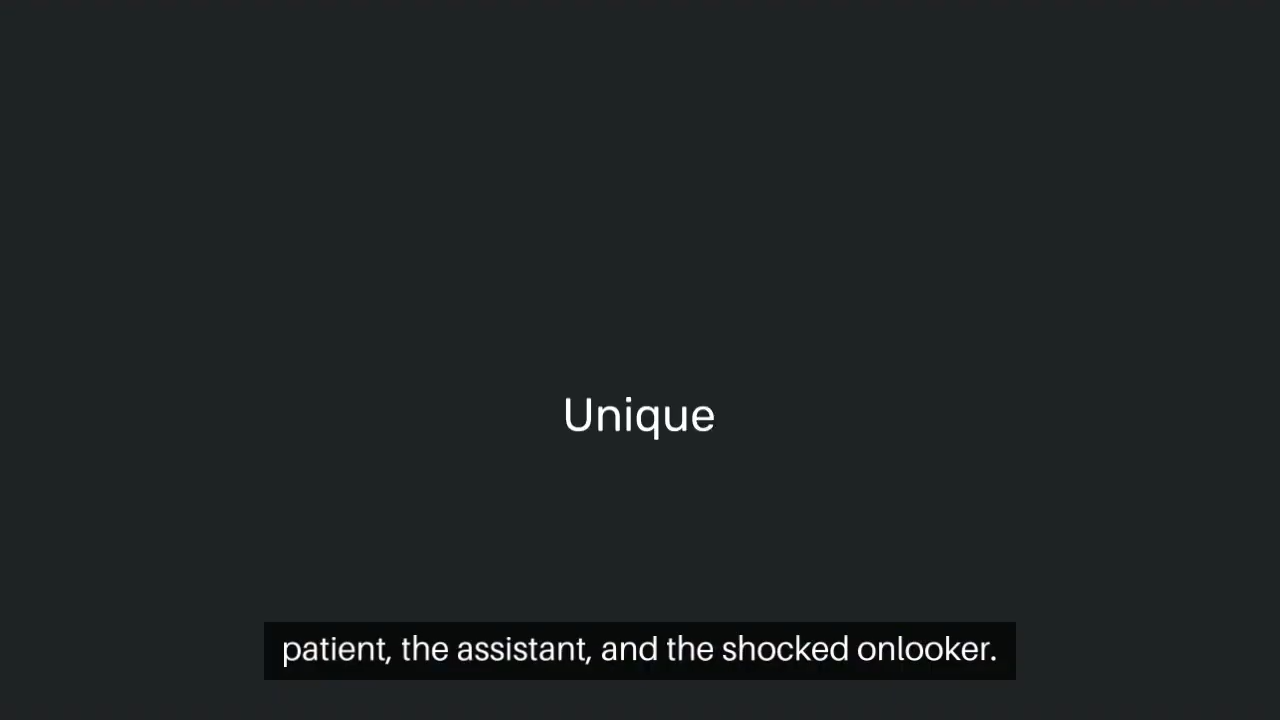 Unique
patient, the assistant, and the shocked onlooker.